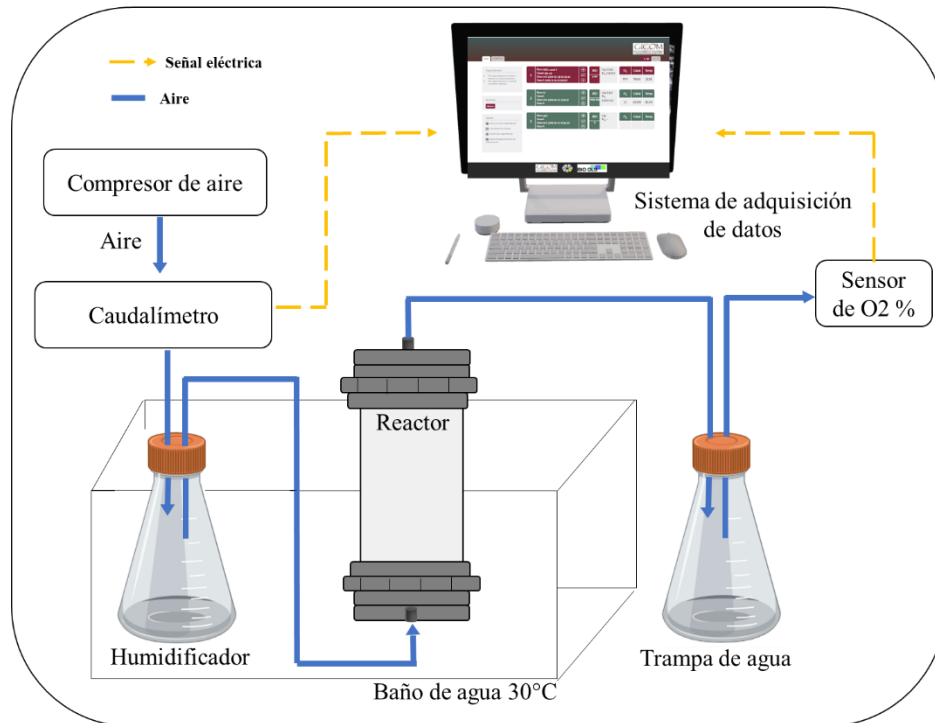 Señal eléctrica
Aire
Compresor de aire
Aire
Caudalímetro
GICOM
Sistema de adquisición
de datos
Sensor
de O2 %
Reactor
Humidificador
Trampa de agua
Baño de agua 30°C